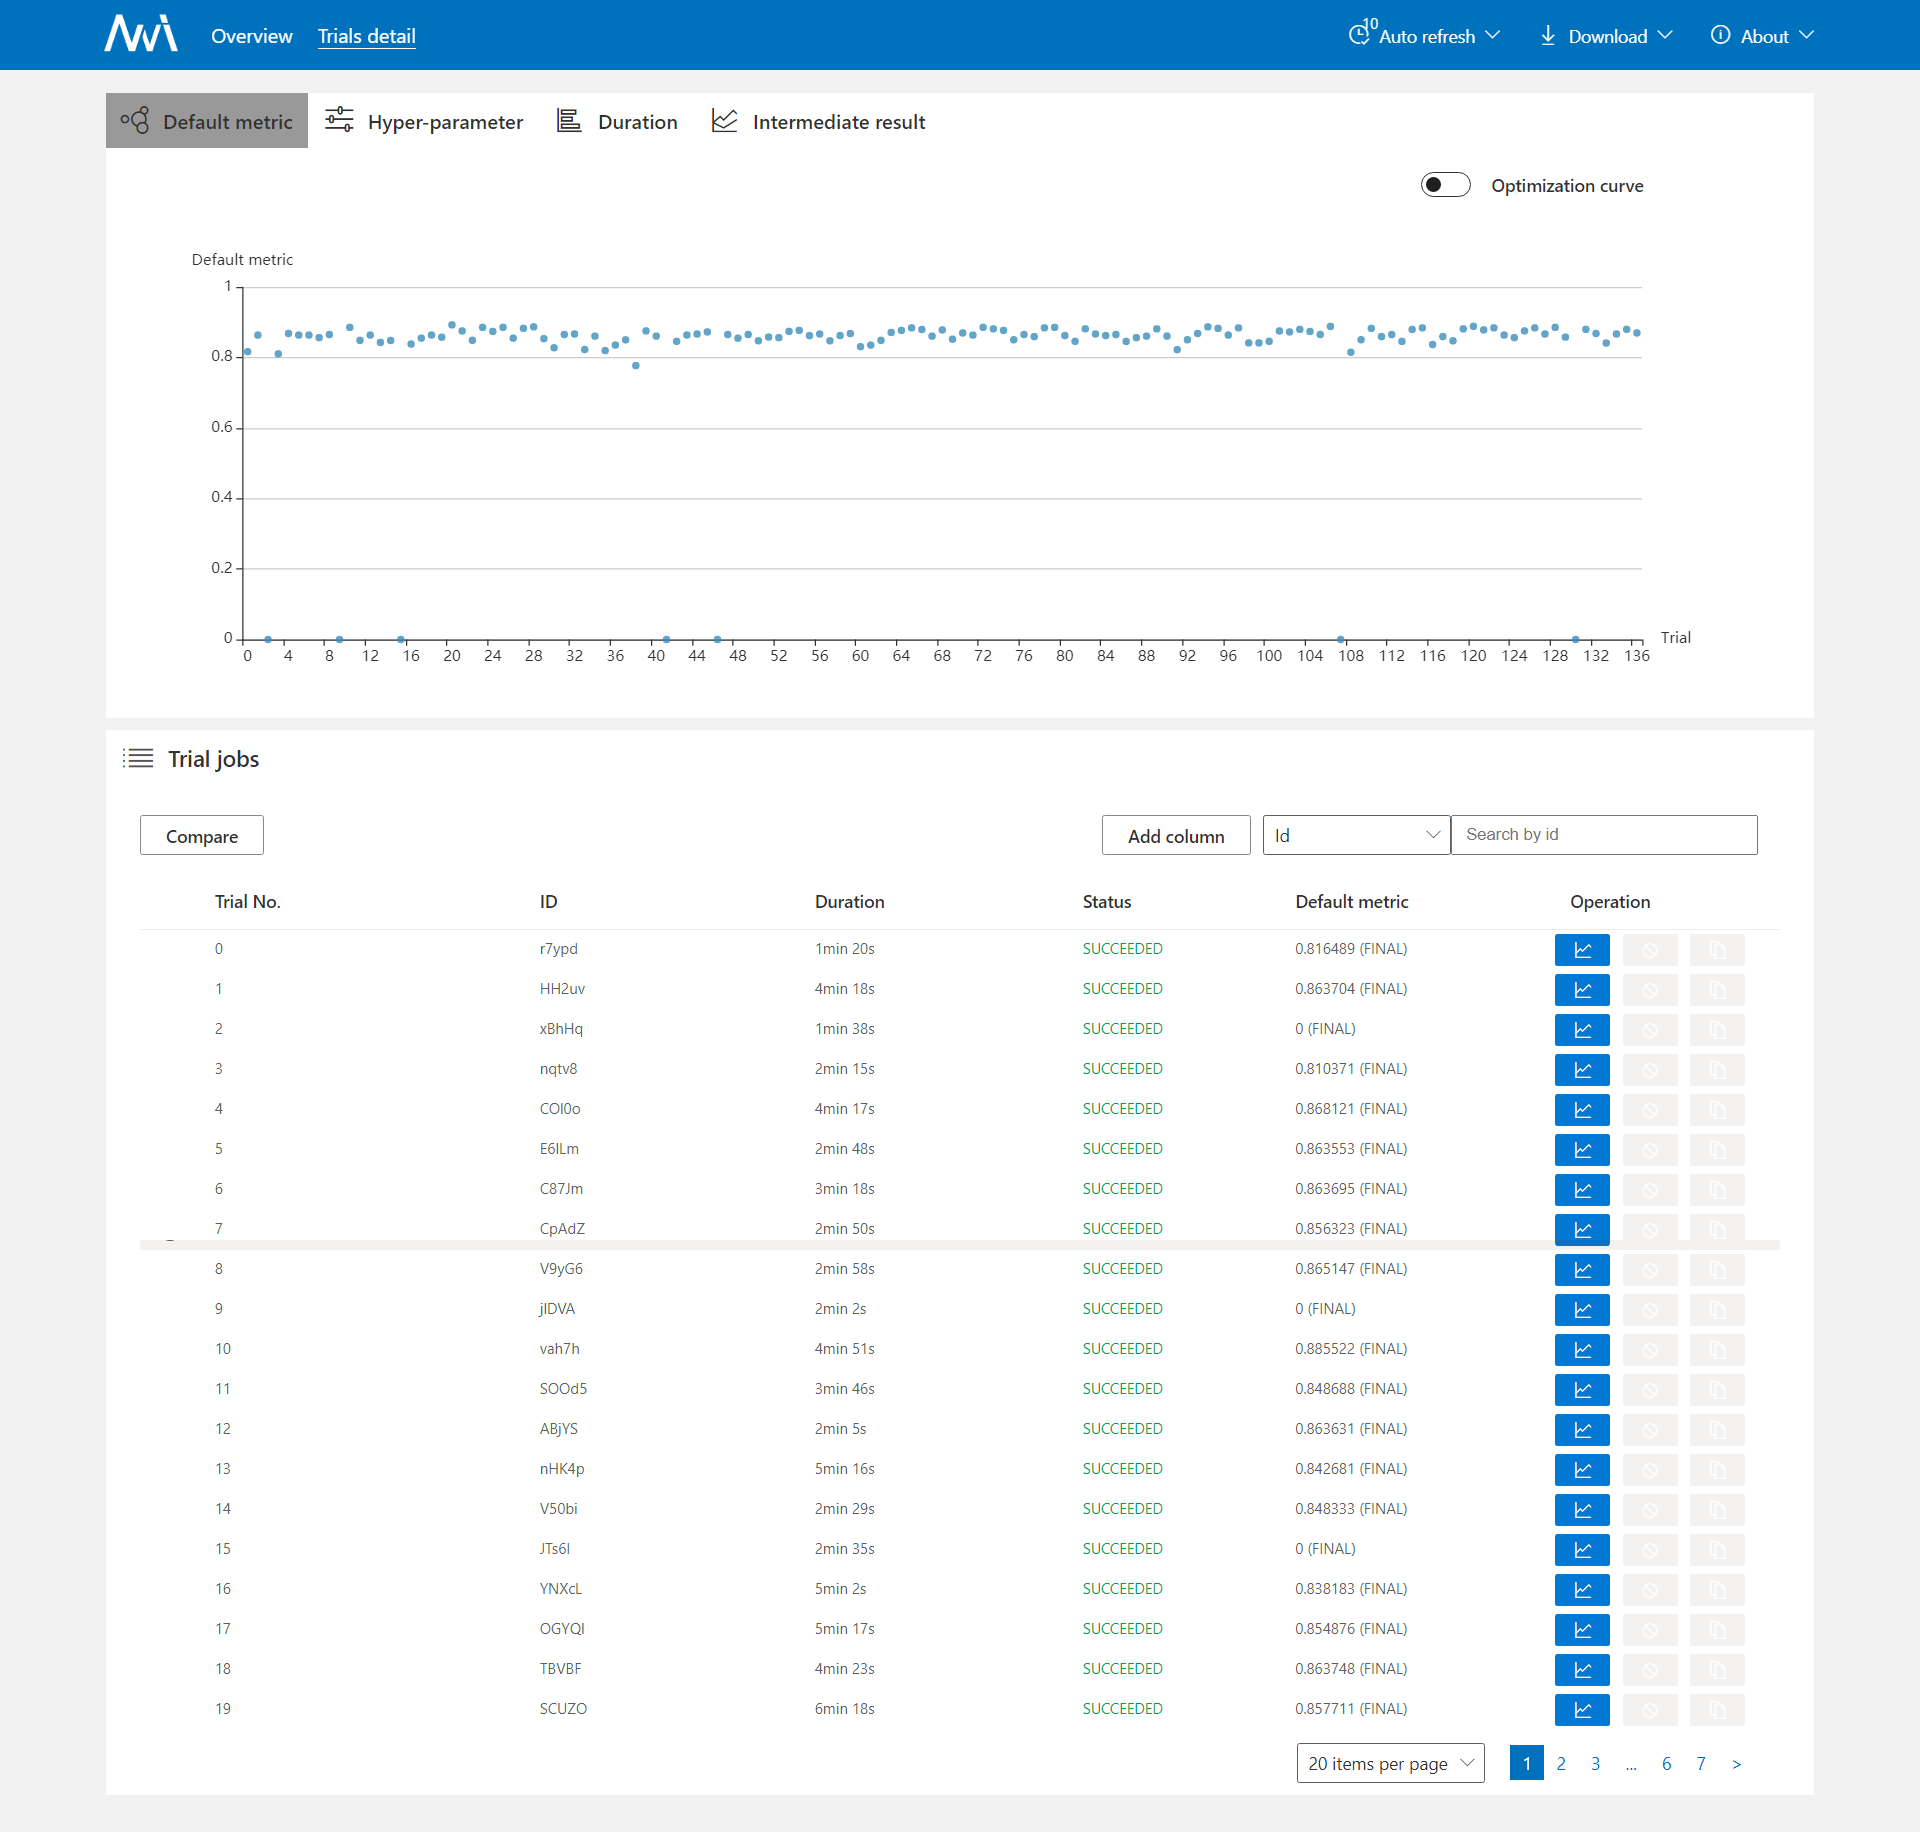 Overview Trials detail 10 Auto refresh Download About
Default metric Hyper-parameter Duration Intermediate result
Optimization curve
Default metric
1
0.8
0.6
0.4
0.2
0
Trial
0 4 8 12 16 20 24 28 32 36 40 44 48 52 56 60 64 68 72 76 80 84 88 92 96 100 104 108 112 116 120 124 128 132 136
Trial jobs
Compare Add column Id Search by id
Trial No. ID Duration Status Default metric Operation
0 r7ypd 1min 20s SUCCEEDED 0.816489 (FINAL)
1 HH2uv 4min 18s SUCCEEDED 0.863704 (FINAL)
2 xBhHq 1min 38s SUCCEEDED 0 (FINAL)
3 nqtv8 2min 15s SUCCEEDED 0.810371 (FINAL)
4 COI0o 4min 17s SUCCEEDED 0.868121 (FINAL)
5 E6ILm 2min 48s SUCCEEDED 0.863553 (FINAL)
6 C87Jm 3min 18s SUCCEEDED 0.863695 (FINAL)
7 CpAdZ 2min 50s SUCCEEDED 0.856323 (FINAL)
8 V9yG6 2min 58s SUCCEEDED 0.865147 (FINAL)
9 jIDVA 2min 2s SUCCEEDED 0 (FINAL)
10 vah7h 4min 51s SUCCEEDED 0.885522 (FINAL)
11 SOOd5 3min 46s SUCCEEDED 0.848688 (FINAL)
12 ABjYS 2min 5s SUCCEEDED 0.863631 (FINAL)
13 nHK4p 5min 16s SUCCEEDED 0.842681 (FINAL)
14 V50bi 2min 29s SUCCEEDED 0.848333 (FINAL)
15 JTs6I 2min 35s SUCCEEDED 0 (FINAL)
16 YNXcL 5min 2s SUCCEEDED 0.838183 (FINAL)
17 OGYQI 5min 17s SUCCEEDED 0.854876 (FINAL)
18 TBVBF 4min 23s SUCCEEDED 0.863748 (FINAL)
19 SCUZO 6min 18s SUCCEEDED 0.857711 (FINAL)
20 items per page 1 2 3 ... 6 7 >